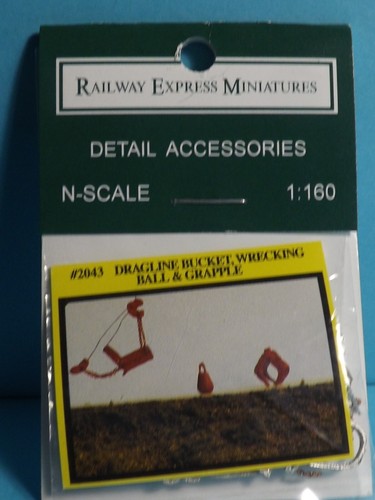 RAILWAY EXPRESS MINIATURES
DETAIL ACCESSORIES
N-SCALE 1:160
#2043 DRAGLINE BUCKET, WRECKING
BALL & GRAPPLE